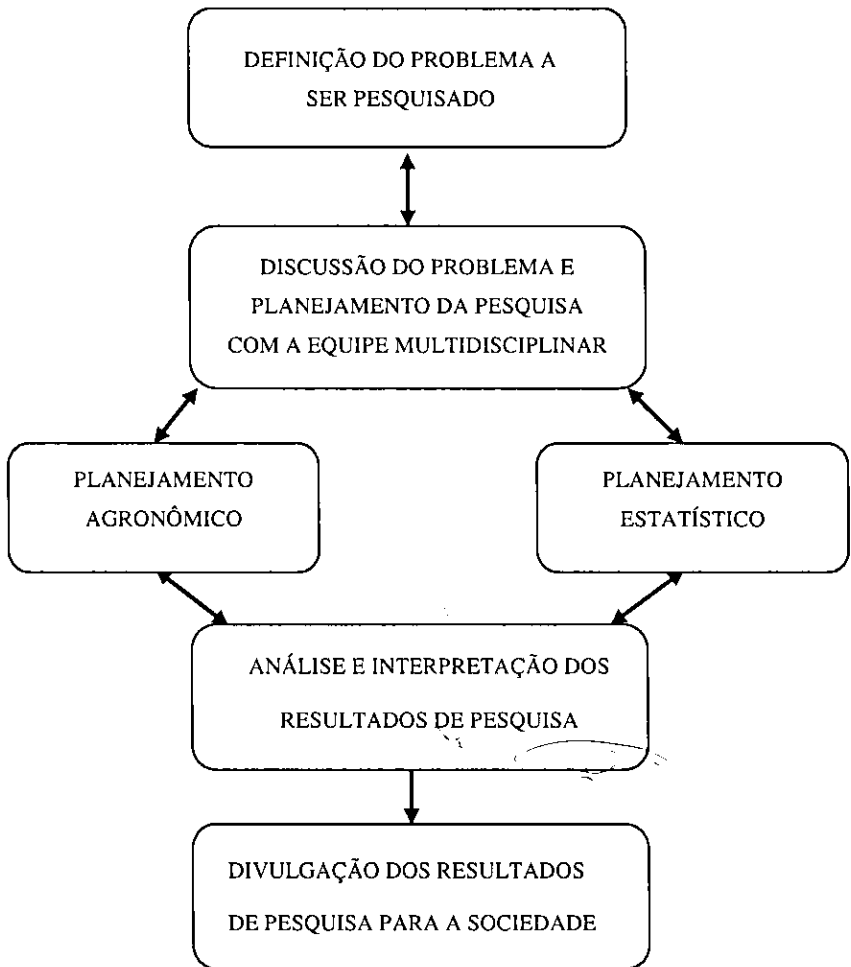 DEFINIÇÃO DO PROBLEMA A
SER PESQUISADO
DISCUSSÃO DO PROBLEMA E
PLANEJAMENTO DA PESQUISA
COM A EQUIPE MULTIDISCIPLINAR
PLANEJAMENTO
AGRONÔMICO
PLANEJAMENTO
ESTATÍSTICO
ANÁLISE E INTERPRETAÇÃO DOS
RESULTADOS DE PESQUISA
DIVULGAÇÃO DOS RESULTADOS
DE PESQUISA PARA A SOCIEDADE